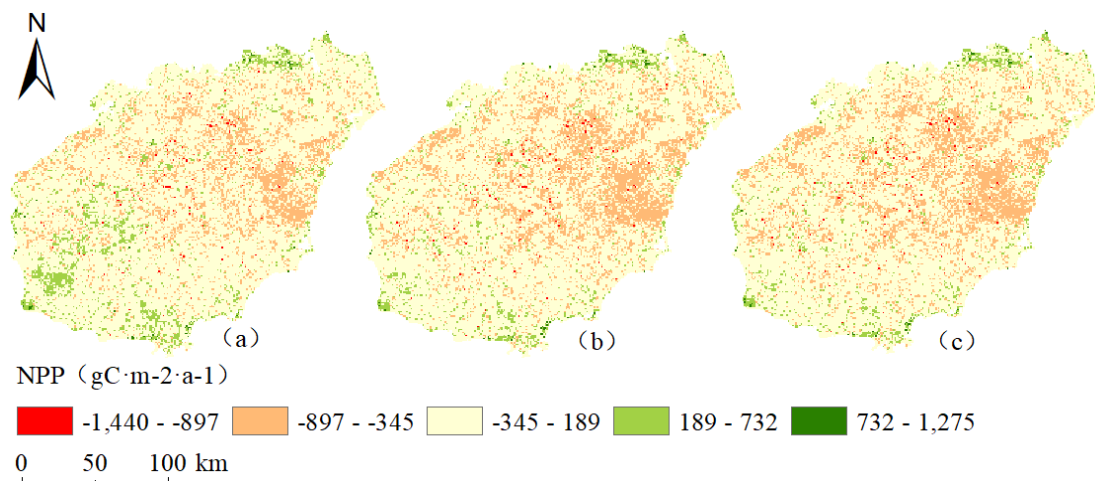 N
（a）
（b）
（c）
NPP（gC·m-2·a-1）
-1,440 - -897
-897 - -345
-345 - 189
189 - 732
732 - 1,275
0 50 100 km